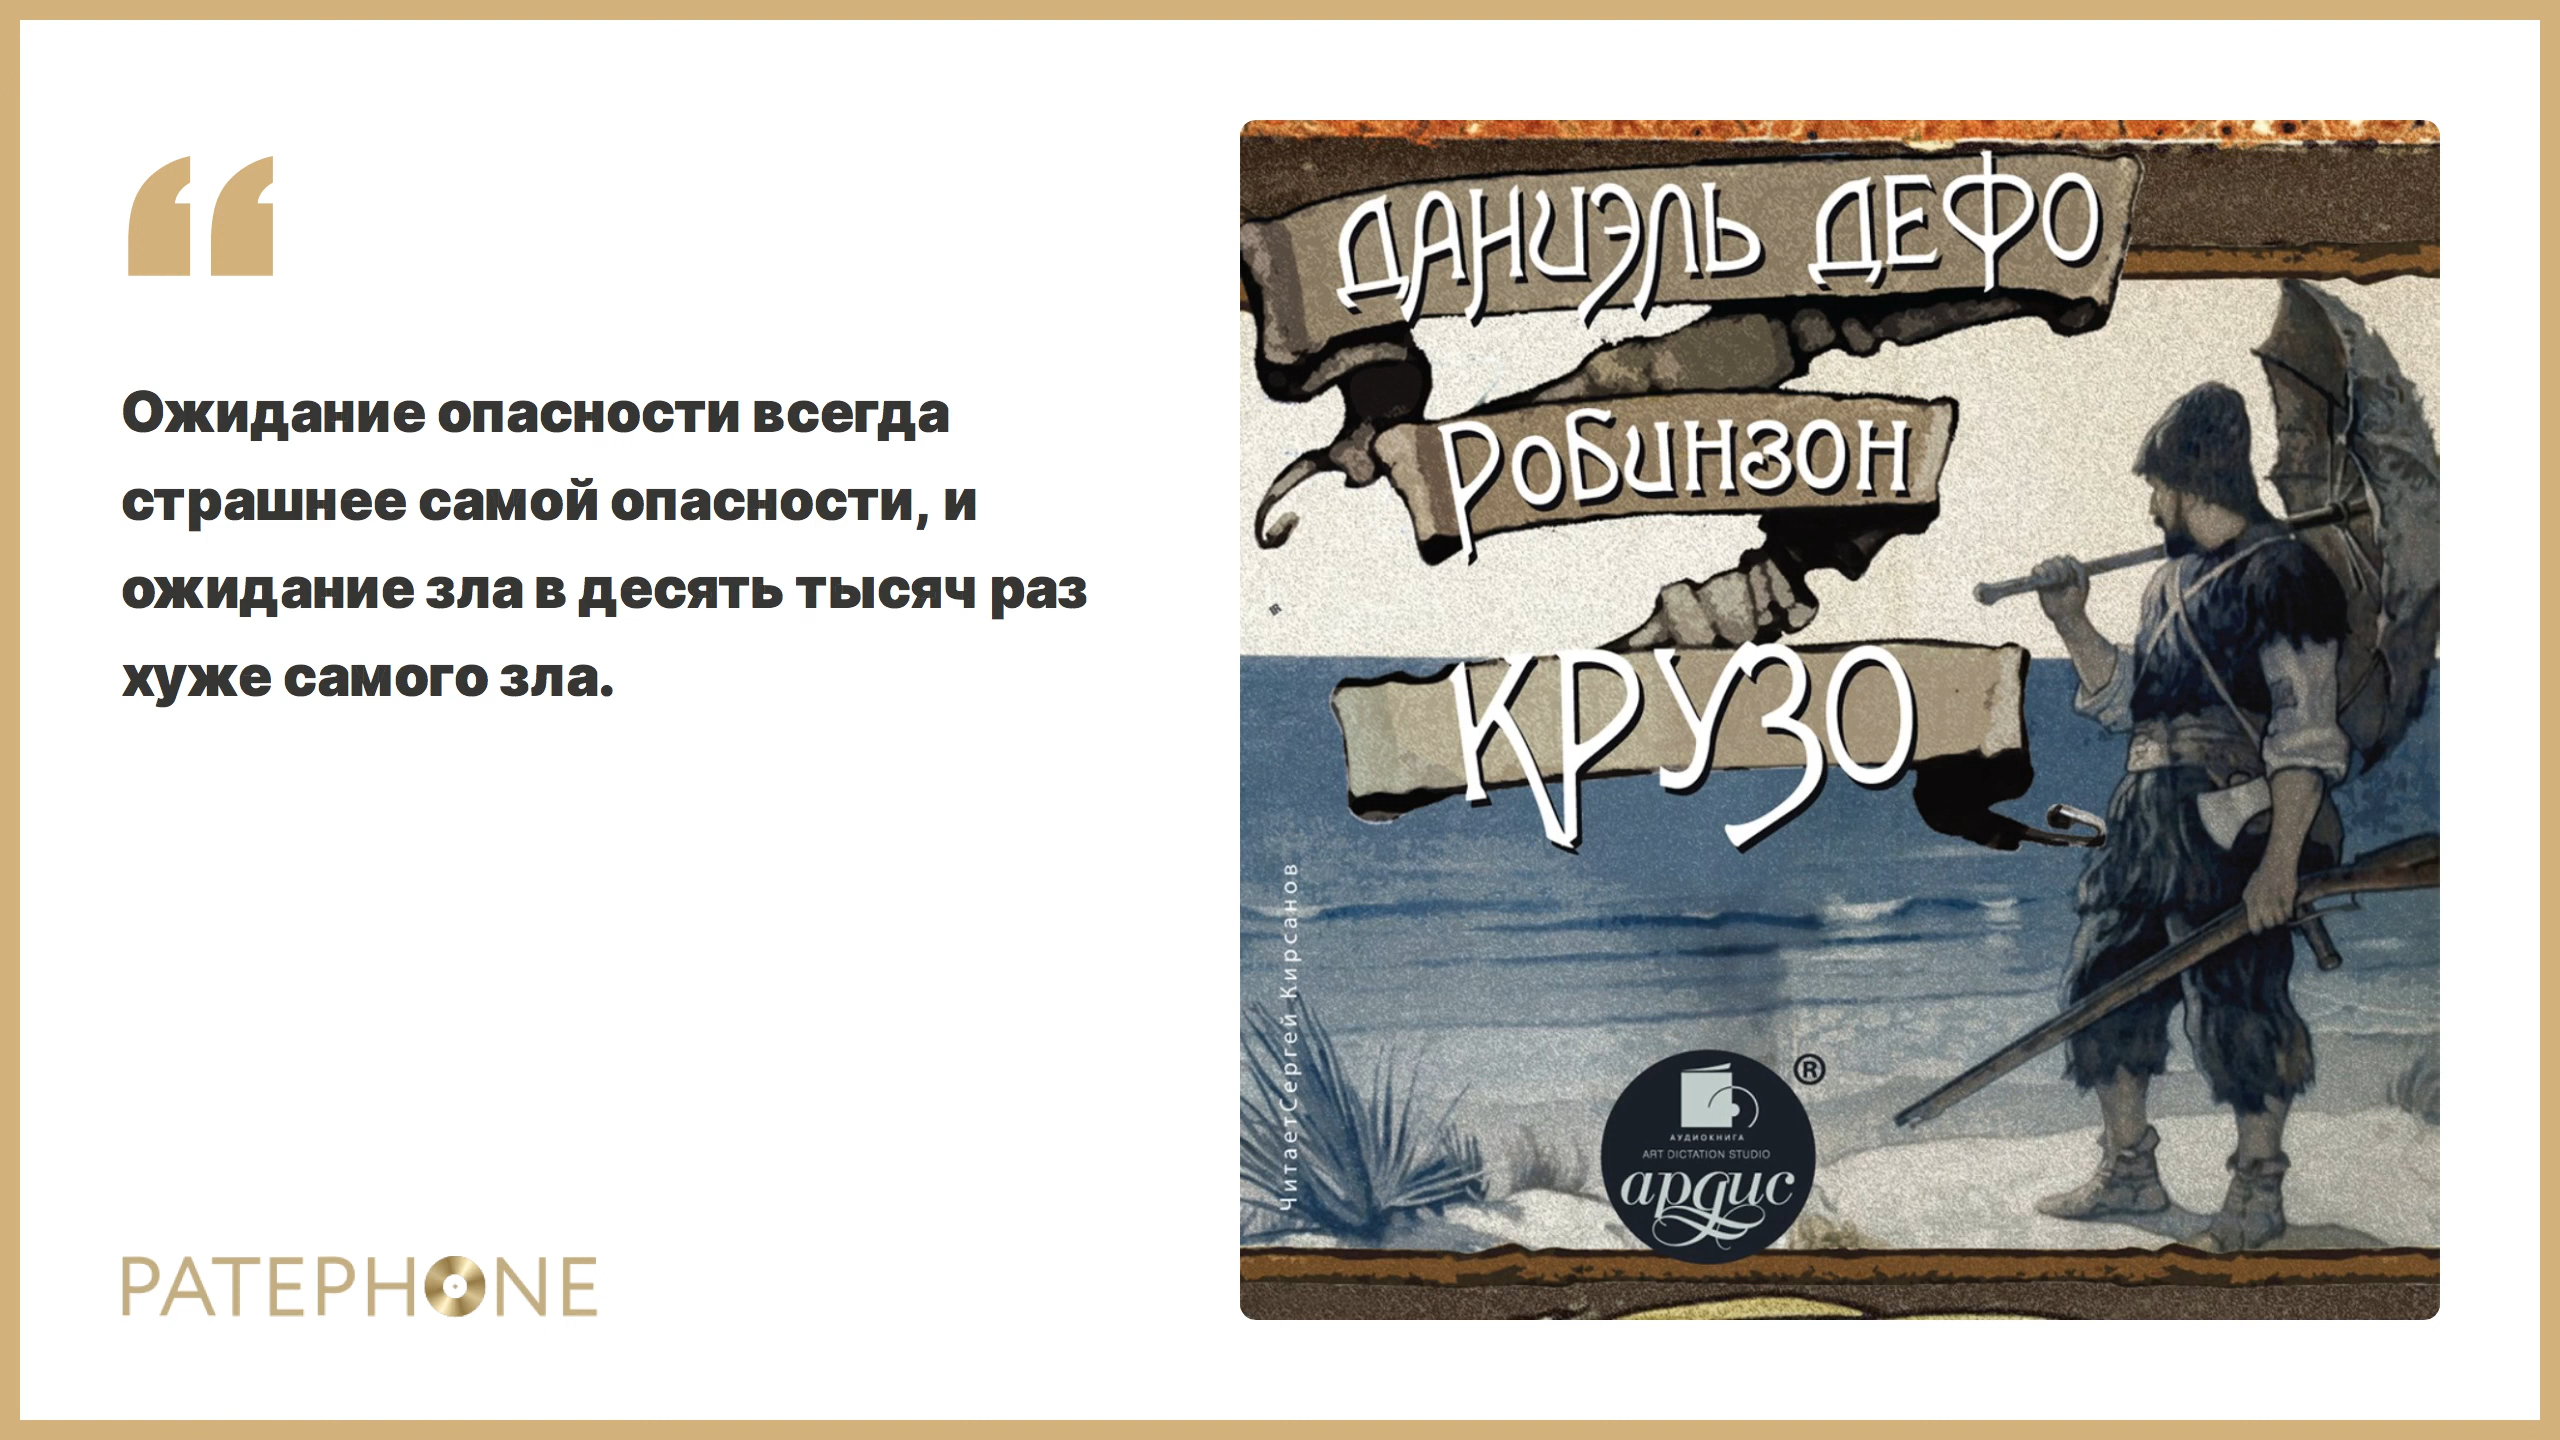 Ожидание опасности всегда
страшнее самой опасности, и
ожидание зла в десять тысяч раз
хуже самого зла.
PATEPHONE
ДАНИЭЛЬ ДЕФО
РОБИНЗОН
КРУЗО
Читает Сергей Кирсанов
®
АУДИОКНИГА
ART DICTATION STUDIO
ардис